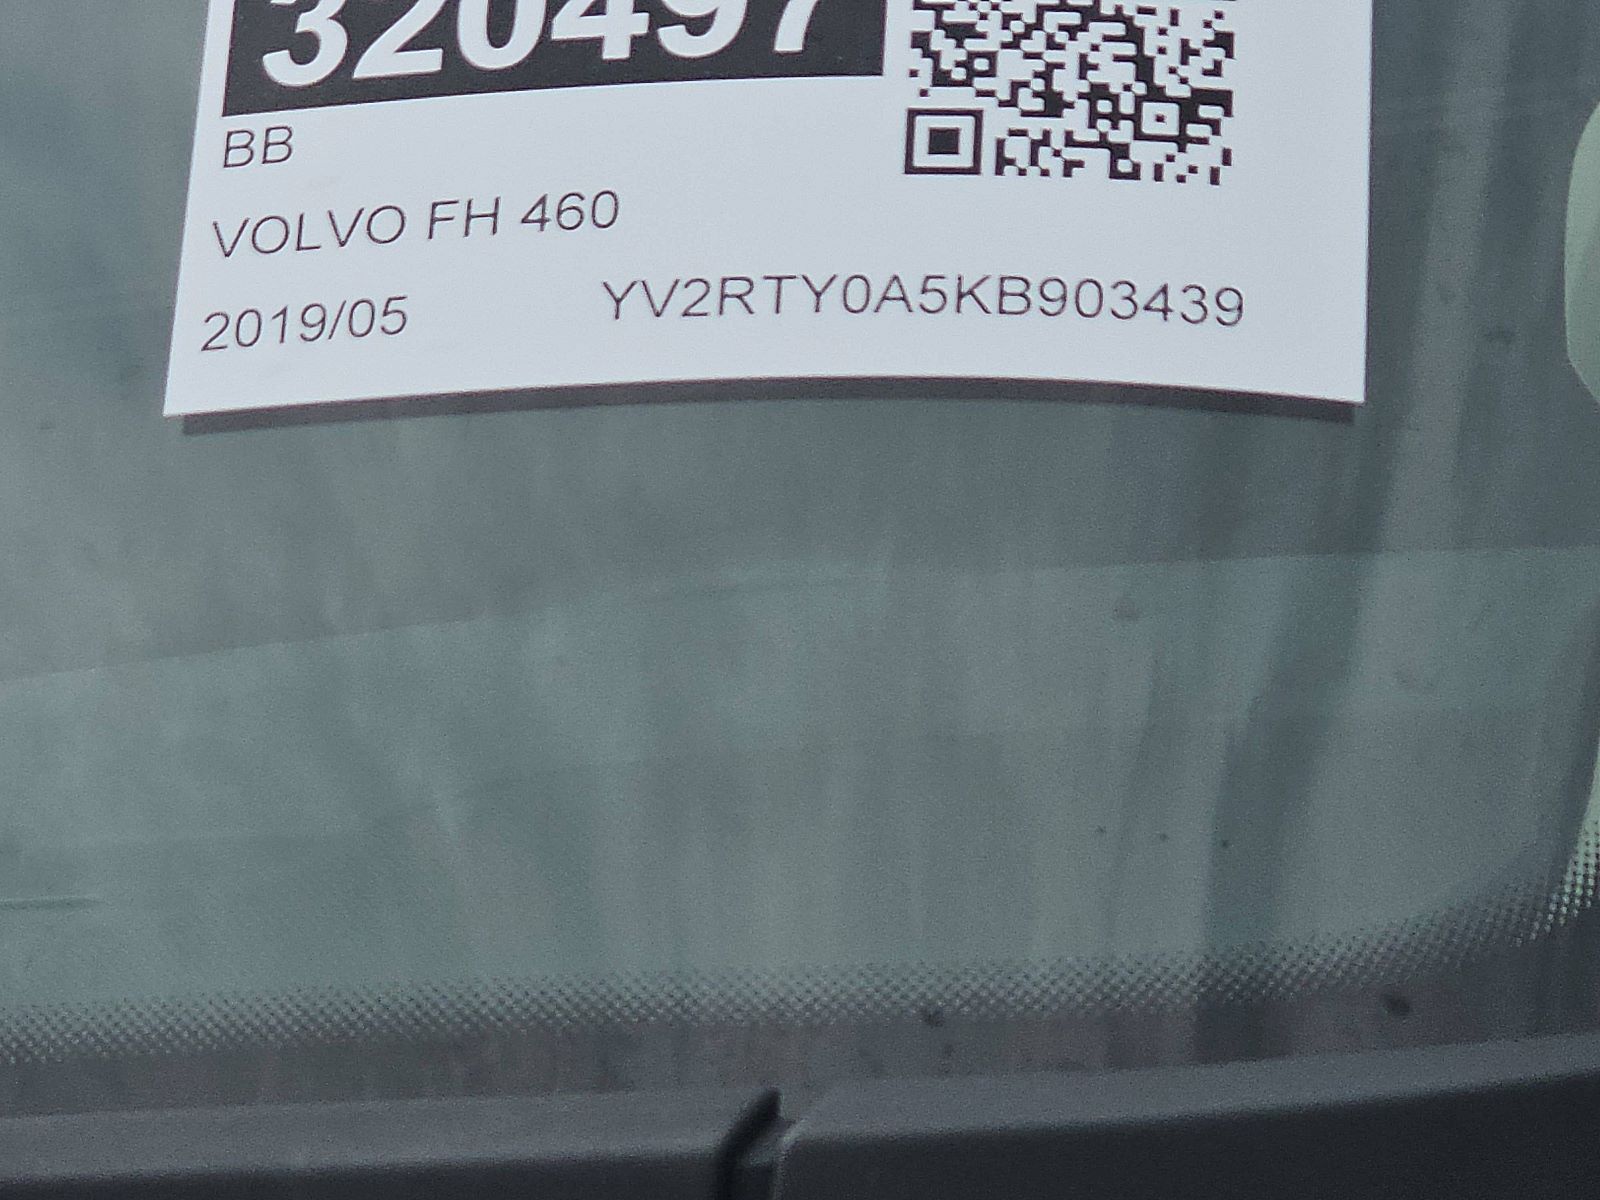 320497
BB
VOLVO FH 460
2019/05 YV2RTY0A5KB903439